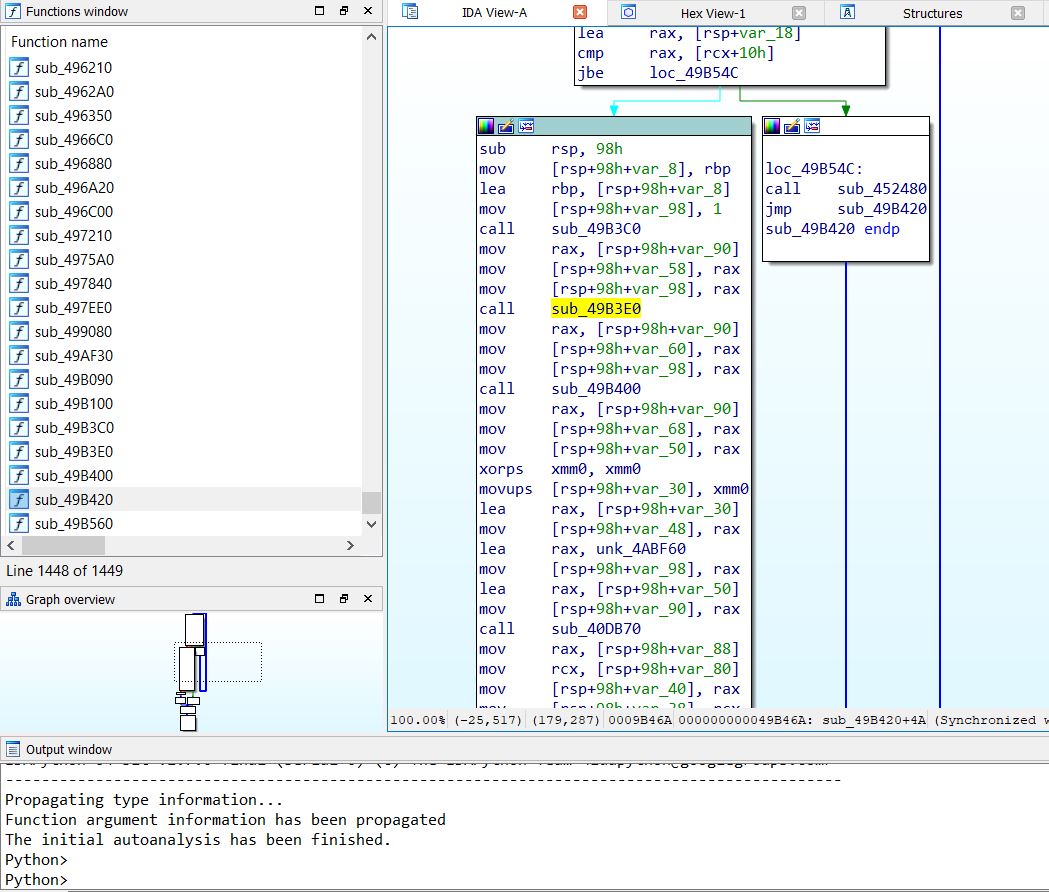 Functions window
Function name
sub_496210
sub_4962A0
sub_496350
sub_4966C0
sub_496880
sub_496A20
sub_496C00
sub_497210
sub_4975A0
sub_497840
sub_497EE0
sub_499080
sub_49AF30
sub_49B090
sub_49B100
sub_49B3C0
sub_49B3E0
sub_49B400
sub_49B420
sub_49B560
Line 1448 of 1449
Graph overview
IDA View-A
Hex View-1
Structures
lea rax, [rsp+var_18]
cmp rax, [rcx+10h]
jbe loc_49B54C
sub rsp, 98h
mov [rsp+98h+var_8], rbp
lea rbp, [rsp+98h+var_8]
mov [rsp+98h+var_98], 1
call sub_49B3C0
mov rax, [rsp+98h+var_90]
mov [rsp+98h+var_58], rax
mov [rsp+98h+var_98], rax
call sub_49B3E0
mov rax, [rsp+98h+var_90]
mov [rsp+98h+var_60], rax
mov [rsp+98h+var_98], rax
call sub_49B400
mov rax, [rsp+98h+var_90]
mov [rsp+98h+var_68], rax
mov [rsp+98h+var_50], rax
xorps xmm0, xmm0
movups [rsp+98h+var_30], xmm0
lea rax, [rsp+98h+var_30]
mov [rsp+98h+var_48], rax
lea rax, unk_4ABF60
mov [rsp+98h+var_98], rax
lea rax, [rsp+98h+var_50]
mov [rsp+98h+var_90], rax
call sub_40DB70
mov rax, [rsp+98h+var_88]
mov rcx, [rsp+98h+var_80]
mov [rsp+98h+var_40], rax
loc_49B54C:
call sub_452480
jmp sub_49B420
sub_49B420 endp
100.00% (-25,517) (179,287) 0009B46A 000000000049B46A: sub_49B420+4A (Synchronized
Output window
Propagating type information...
Function argument information has been propagated
The initial autoanalysis has been finished.
Python>
Python>